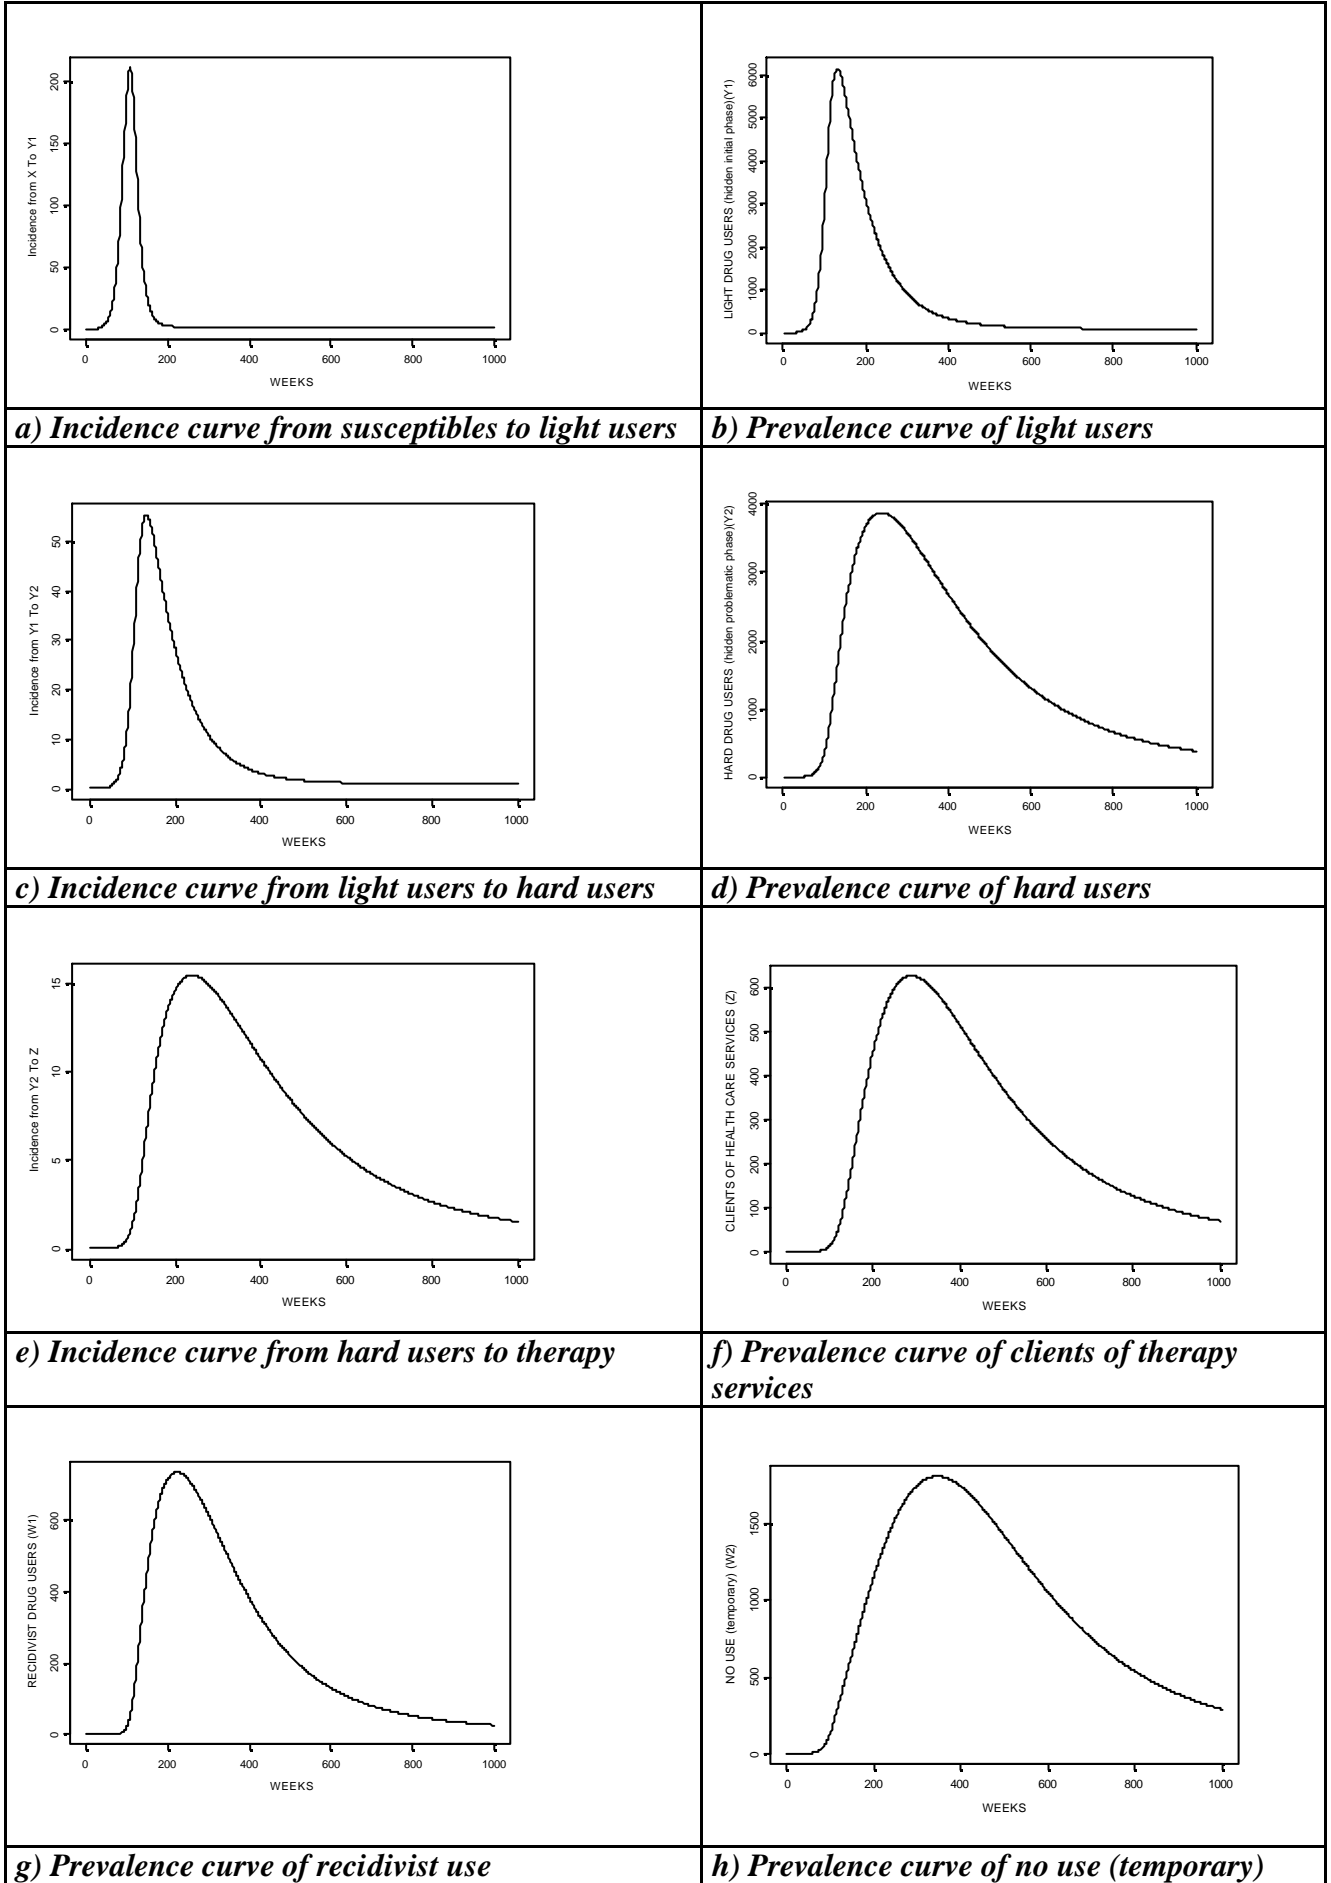 Incidence from X To Y1
200
150
100
50
0
0 200 400 600 800 1000
WEEKS
a) Incidence curve from susceptibles to light users
LIGHT DRUG USERS (hidden initial phase)(Y1)
6000
5000
4000
3000
2000
1000
0
0 200 400 600 800 1000
WEEKS
b) Prevalence curve of light users
Incidence from Y1 To Y2
50
40
30
20
10
0
0 200 400 600 800 1000
WEEKS
c) Incidence curve from light users to hard users
HARD DRUG USERS (hidden problematic phase)(Y2)
4000
3000
2000
1000
0
0 200 400 600 800 1000
WEEKS
d) Prevalence curve of hard users
Incidence from Y2 To Z
15
10
5
0
0 200 400 600 800 1000
WEEKS
e) Incidence curve from hard users to therapy
CLIENTS OF HEALTH CARE SERVICES (Z)
600
500
400
300
200
100
0
0 200 400 600 800 1000
WEEKS
f) Prevalence curve of clients of therapy
services
RECIDIVIST DRUG USERS (W1)
600
400
200
0
0 200 400 600 800 1000
WEEKS
g) Prevalence curve of recidivist use
NO USE (temporary) (W2)
1500
1000
500
0
0 200 400 600 800 1000
WEEKS
h) Prevalence curve of no use (temporary)